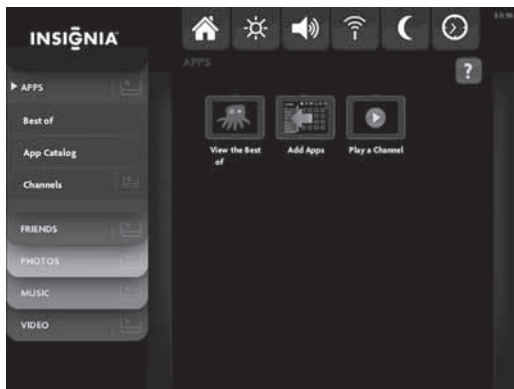 INSIGNIA
APPS
APPS
?
Best of
App Catalog
Channels
FRIENDS
PHOTOS
MUSIC
VIDEO
View the Best
of
Add Apps
Play a Channel